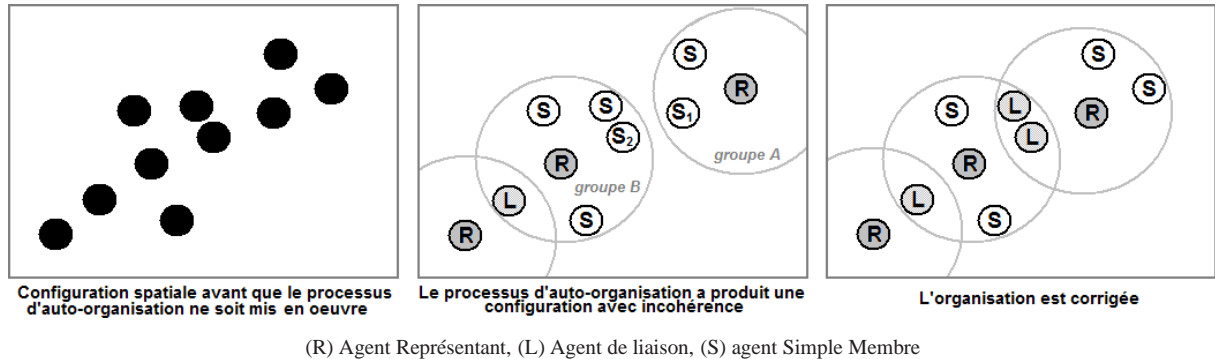 S
S
R
S₁
S
S₂
groupe A
R
groupe B
L
S
R
S
S
S
L
R
L
R
L
S
R
Configuration spatiale avant que le processus
d'auto-organisation ne soit mis en oeuvre
Le processus d'auto-organisation a produit une
configuration avec incohérence
L'organisation est corrigée
(R) Agent Représentant, (L) Agent de liaison, (S) agent Simple Membre